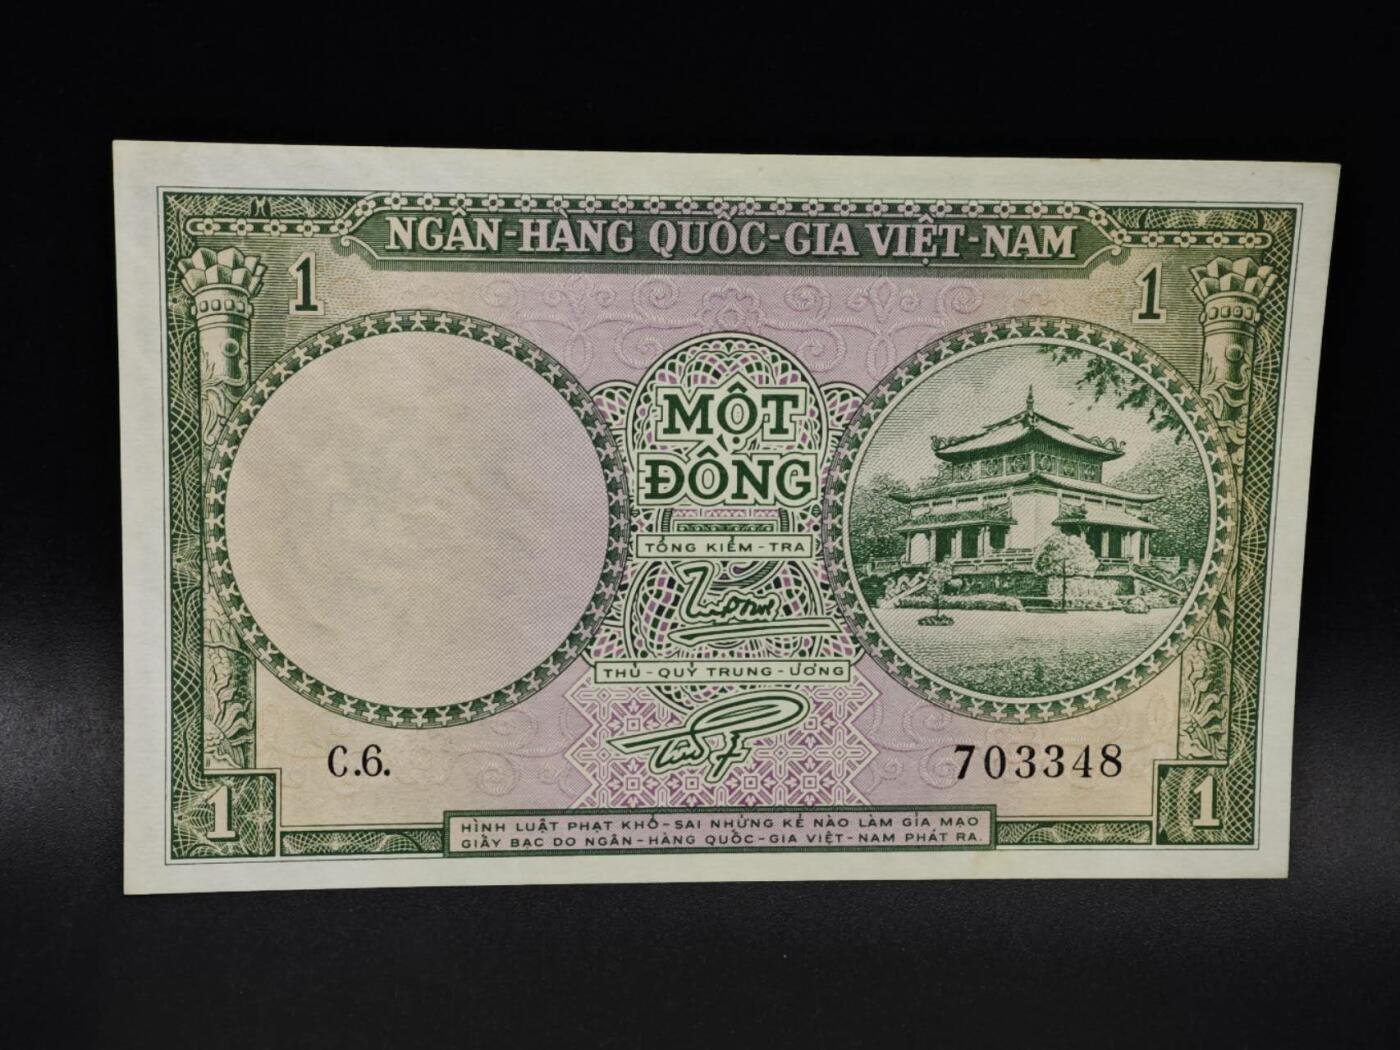 NGÂN-HÀNG QUỐC-GIA VIỆT-NAM
1
1
MỘT
ĐỒNG
TỔNG KIỂM-TRA
THỦ-QUỸ TRUNG-ƯƠNG
C.6.
703348
1
1
HÌNH LUẬT PHẠT KHỔ-SAI NHỮNG KẺ NÀO LÀM GIẢ MẠO
GIẤY BẠC DO NGÂN-HÀNG QUỐC-GIA VIỆT-NAM PHÁT RA.